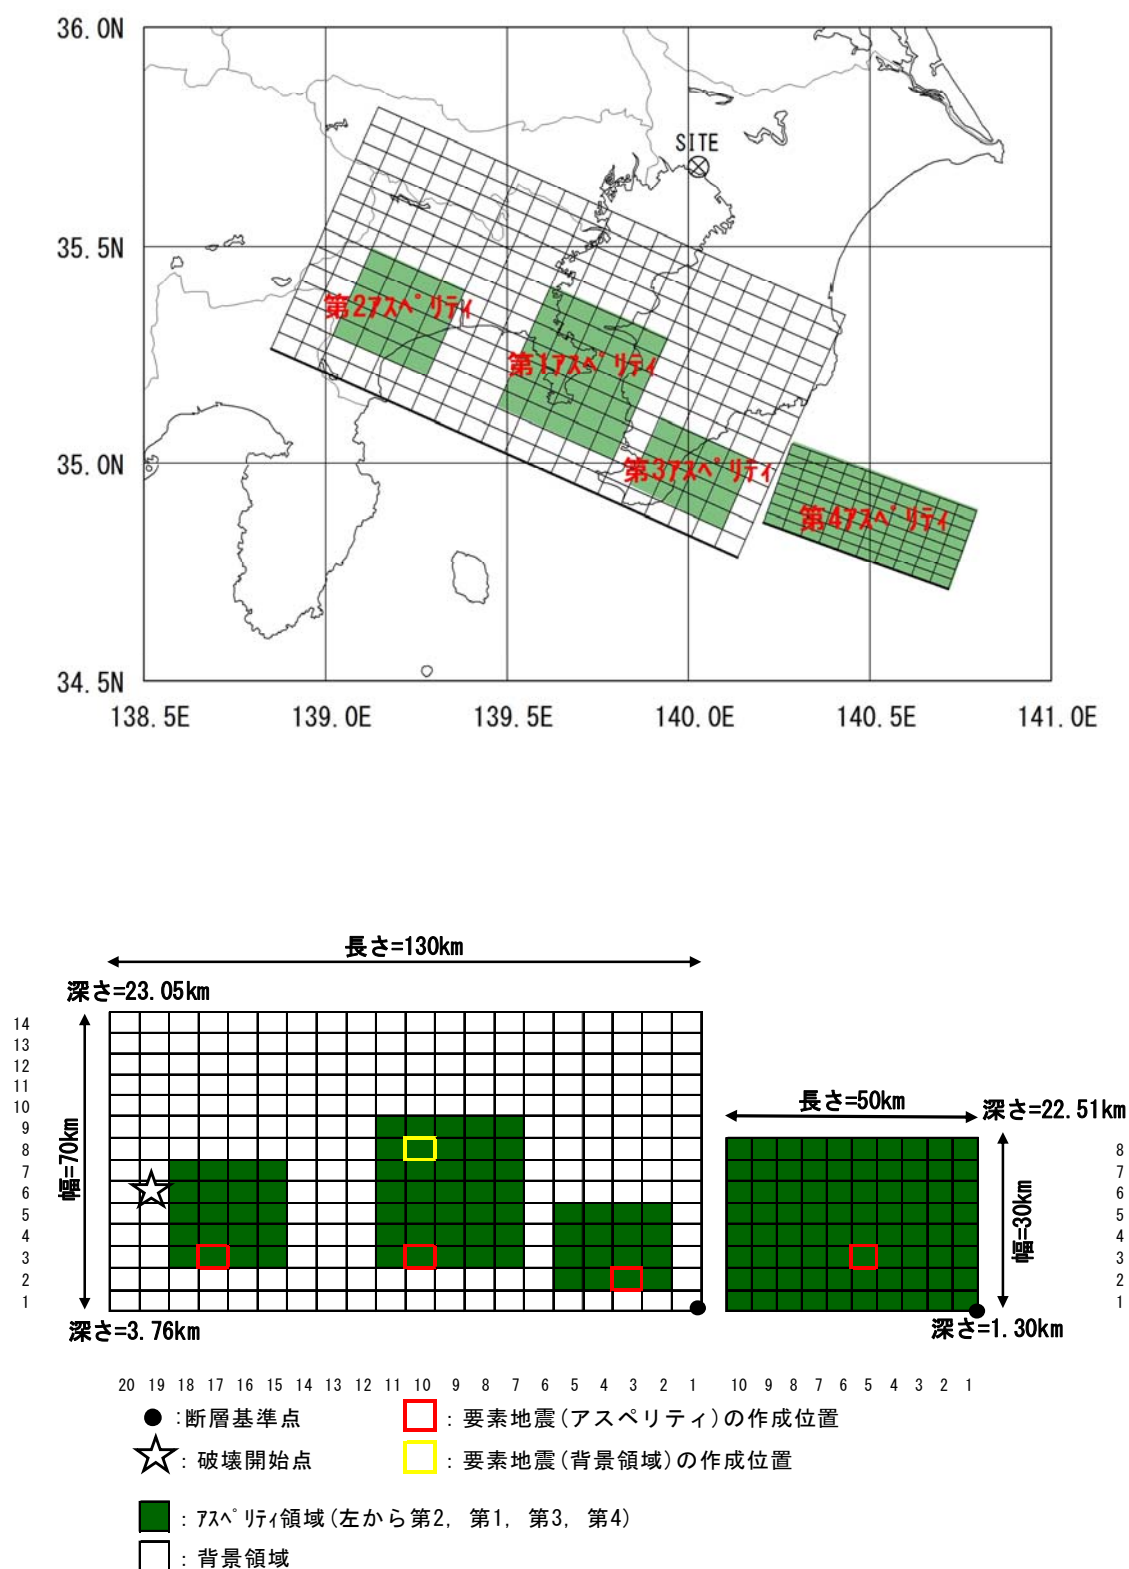 36.0N
SITE
35.5N
第2アスペリティ
第1アスペリティ
35.0N
第3アスペリティ
第4アスペリティ
34.5N
138.5E 139.0E 139.5E 140.0E 140.5E 141.0E
長さ=130km
深さ=23.05km
14
13
12
11
10
9
8
7
6
5
4
3
2
1
幅=70km
深さ=3.76km
長さ=50km
深さ=22.51km
8
7
6
5
4
3
2
1
幅=30km
深さ=1.30km
20 19 18 17 16 15 14 13 12 11 10 9 8 7 6 5 4 3 2 1 10 9 8 7 6 5 4 3 2 1
:断層基準点
:要素地震(アスペリティ)の作成位置
:破壊開始点
:要素地震(背景領域)の作成位置
:アスペリティ領域(左から第2, 第1, 第3, 第4)
:背景領域